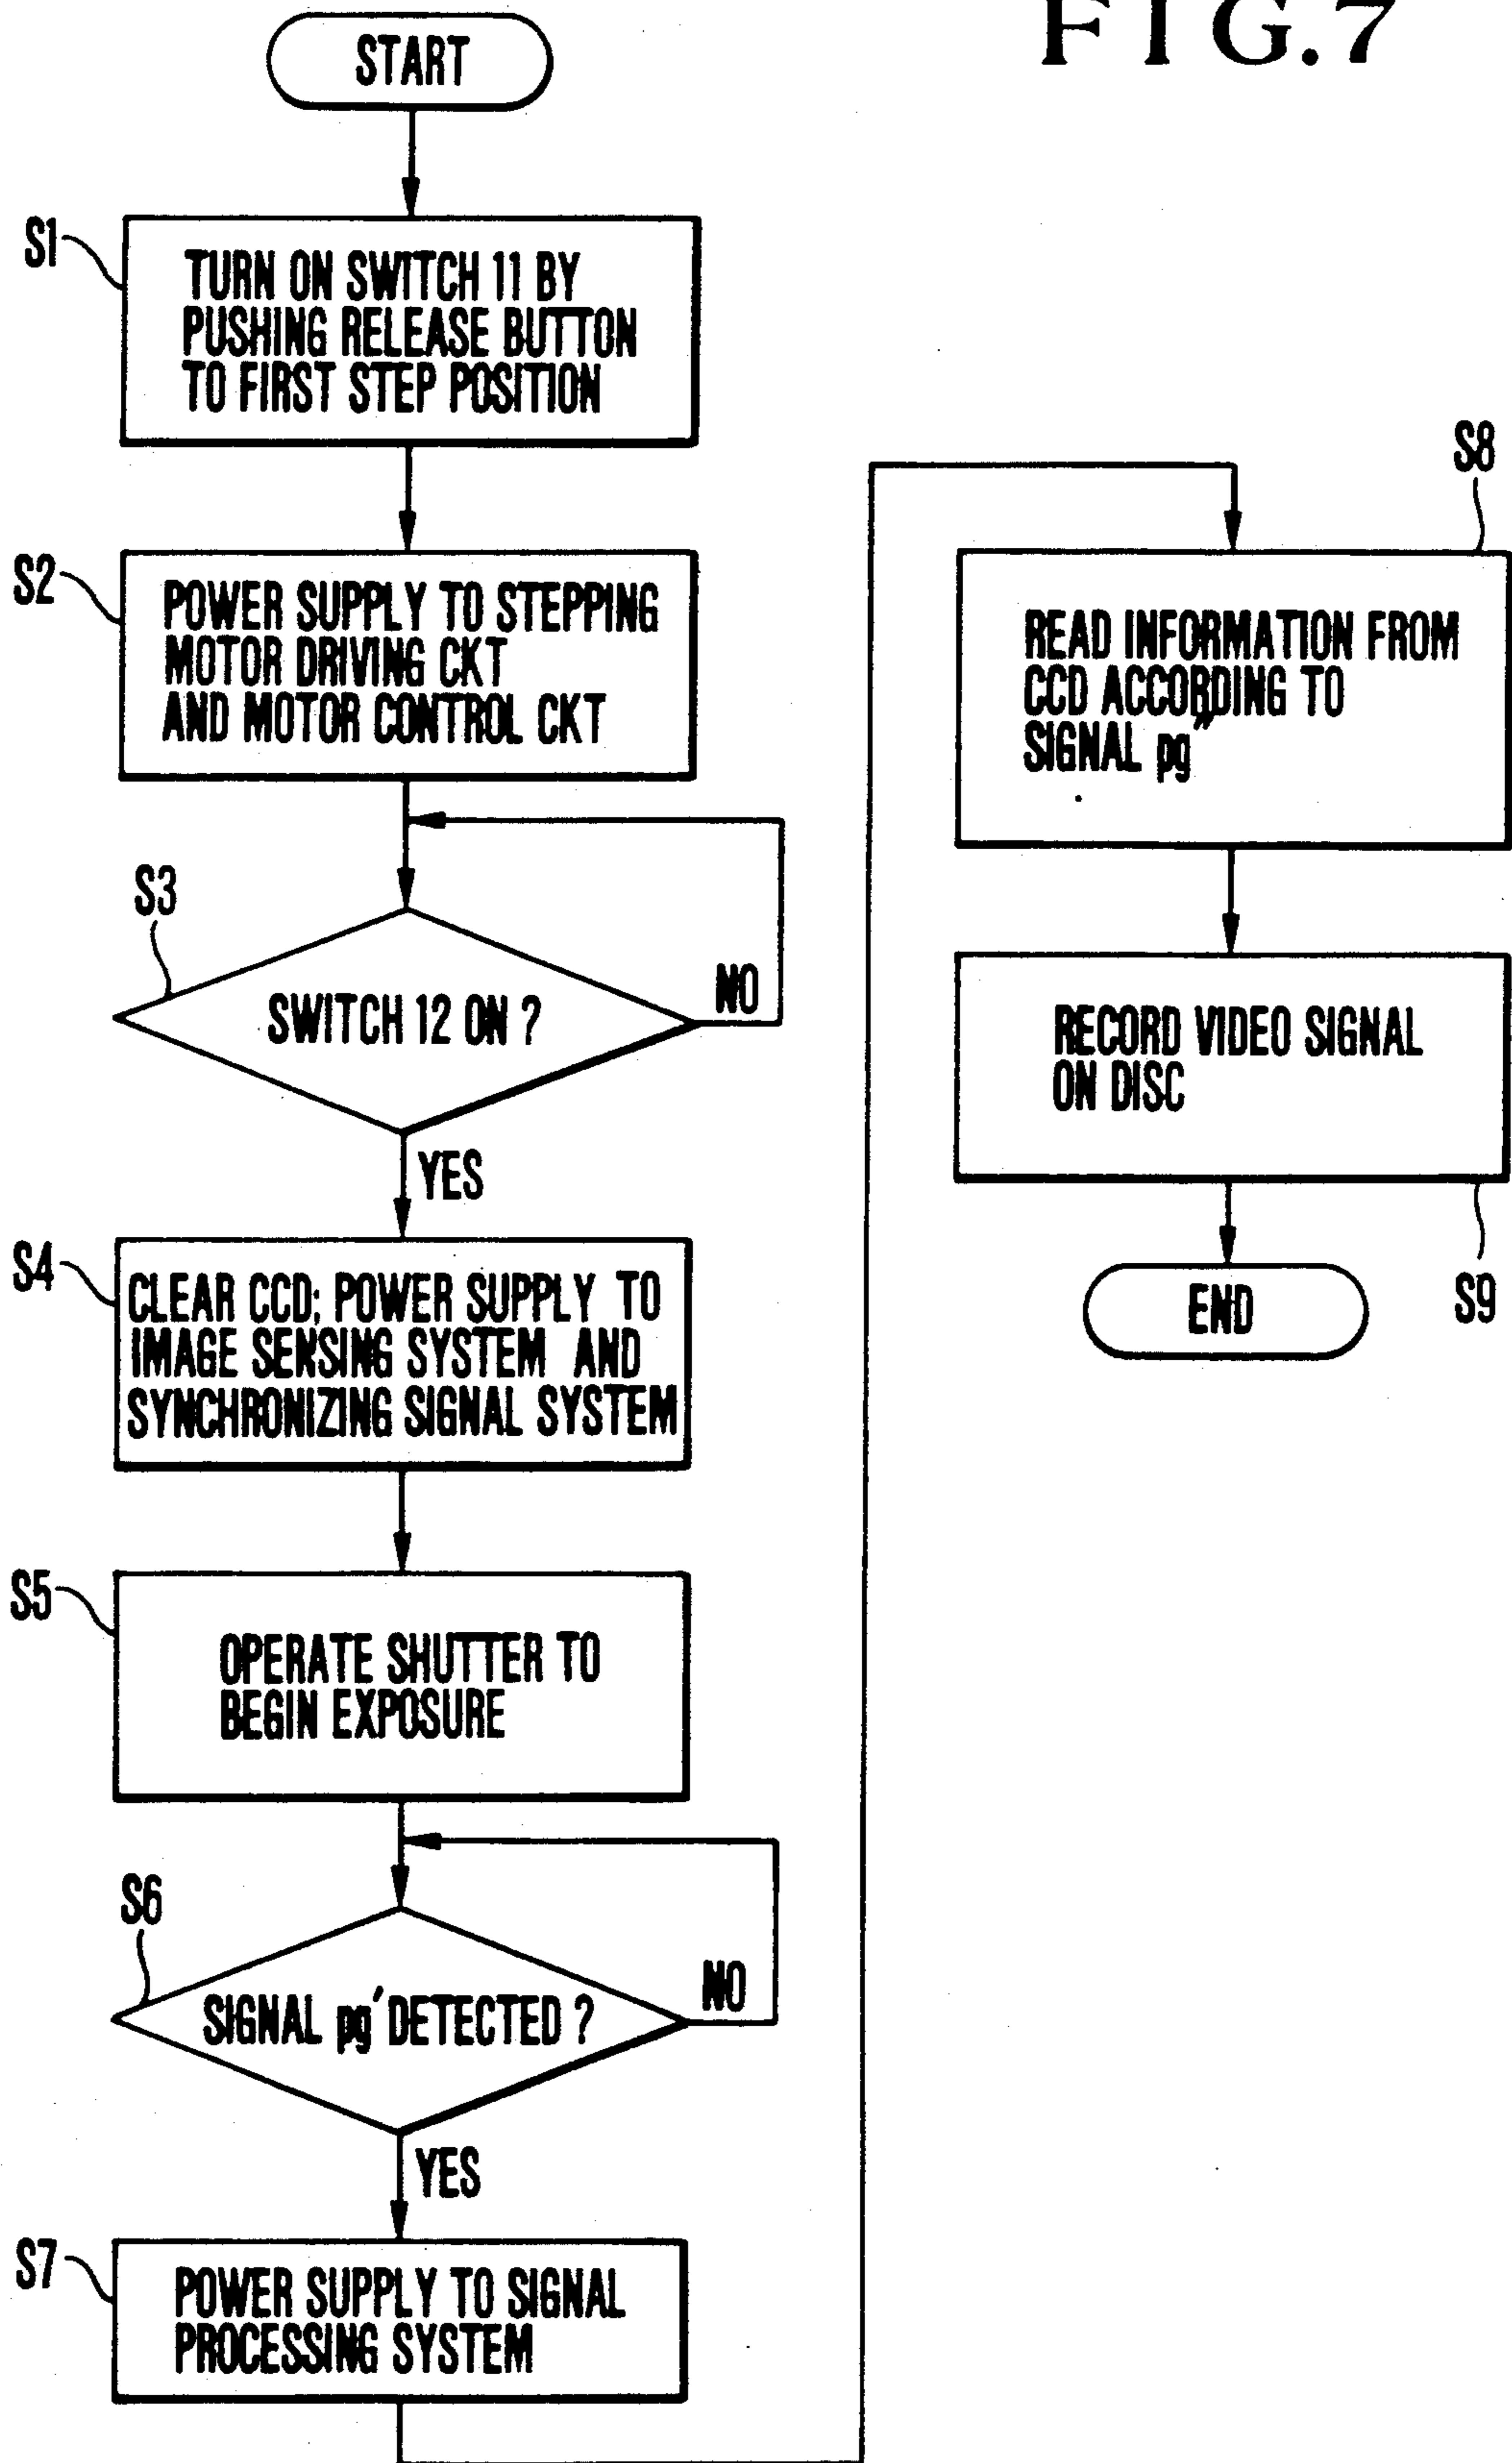 FIG.7
START
S1
TURN ON SWITCH 11 BY
PUSHING RELEASE BUTTON
TO FIRST STEP POSITION
S2
POWER SUPPLY TO STEPPING
MOTOR DRIVING CKT
AND MOTOR CONTROL CKT
S3
SWITCH 12 ON ?
NO
YES
S4
CLEAR CCD; POWER SUPPLY TO
IMAGE SENSING SYSTEM AND
SYNCHRONIZING SIGNAL SYSTEM
S5
OPERATE SHUTTER TO
BEGIN EXPOSURE
S6
SIGNAL pg' DETECTED ?
NO
YES
S7
POWER SUPPLY TO SIGNAL
PROCESSING SYSTEM
S8
READ INFORMATION FROM
CCD ACCORDING TO
SIGNAL pg"
RECORD VIDEO SIGNAL
ON DISC
S9
END